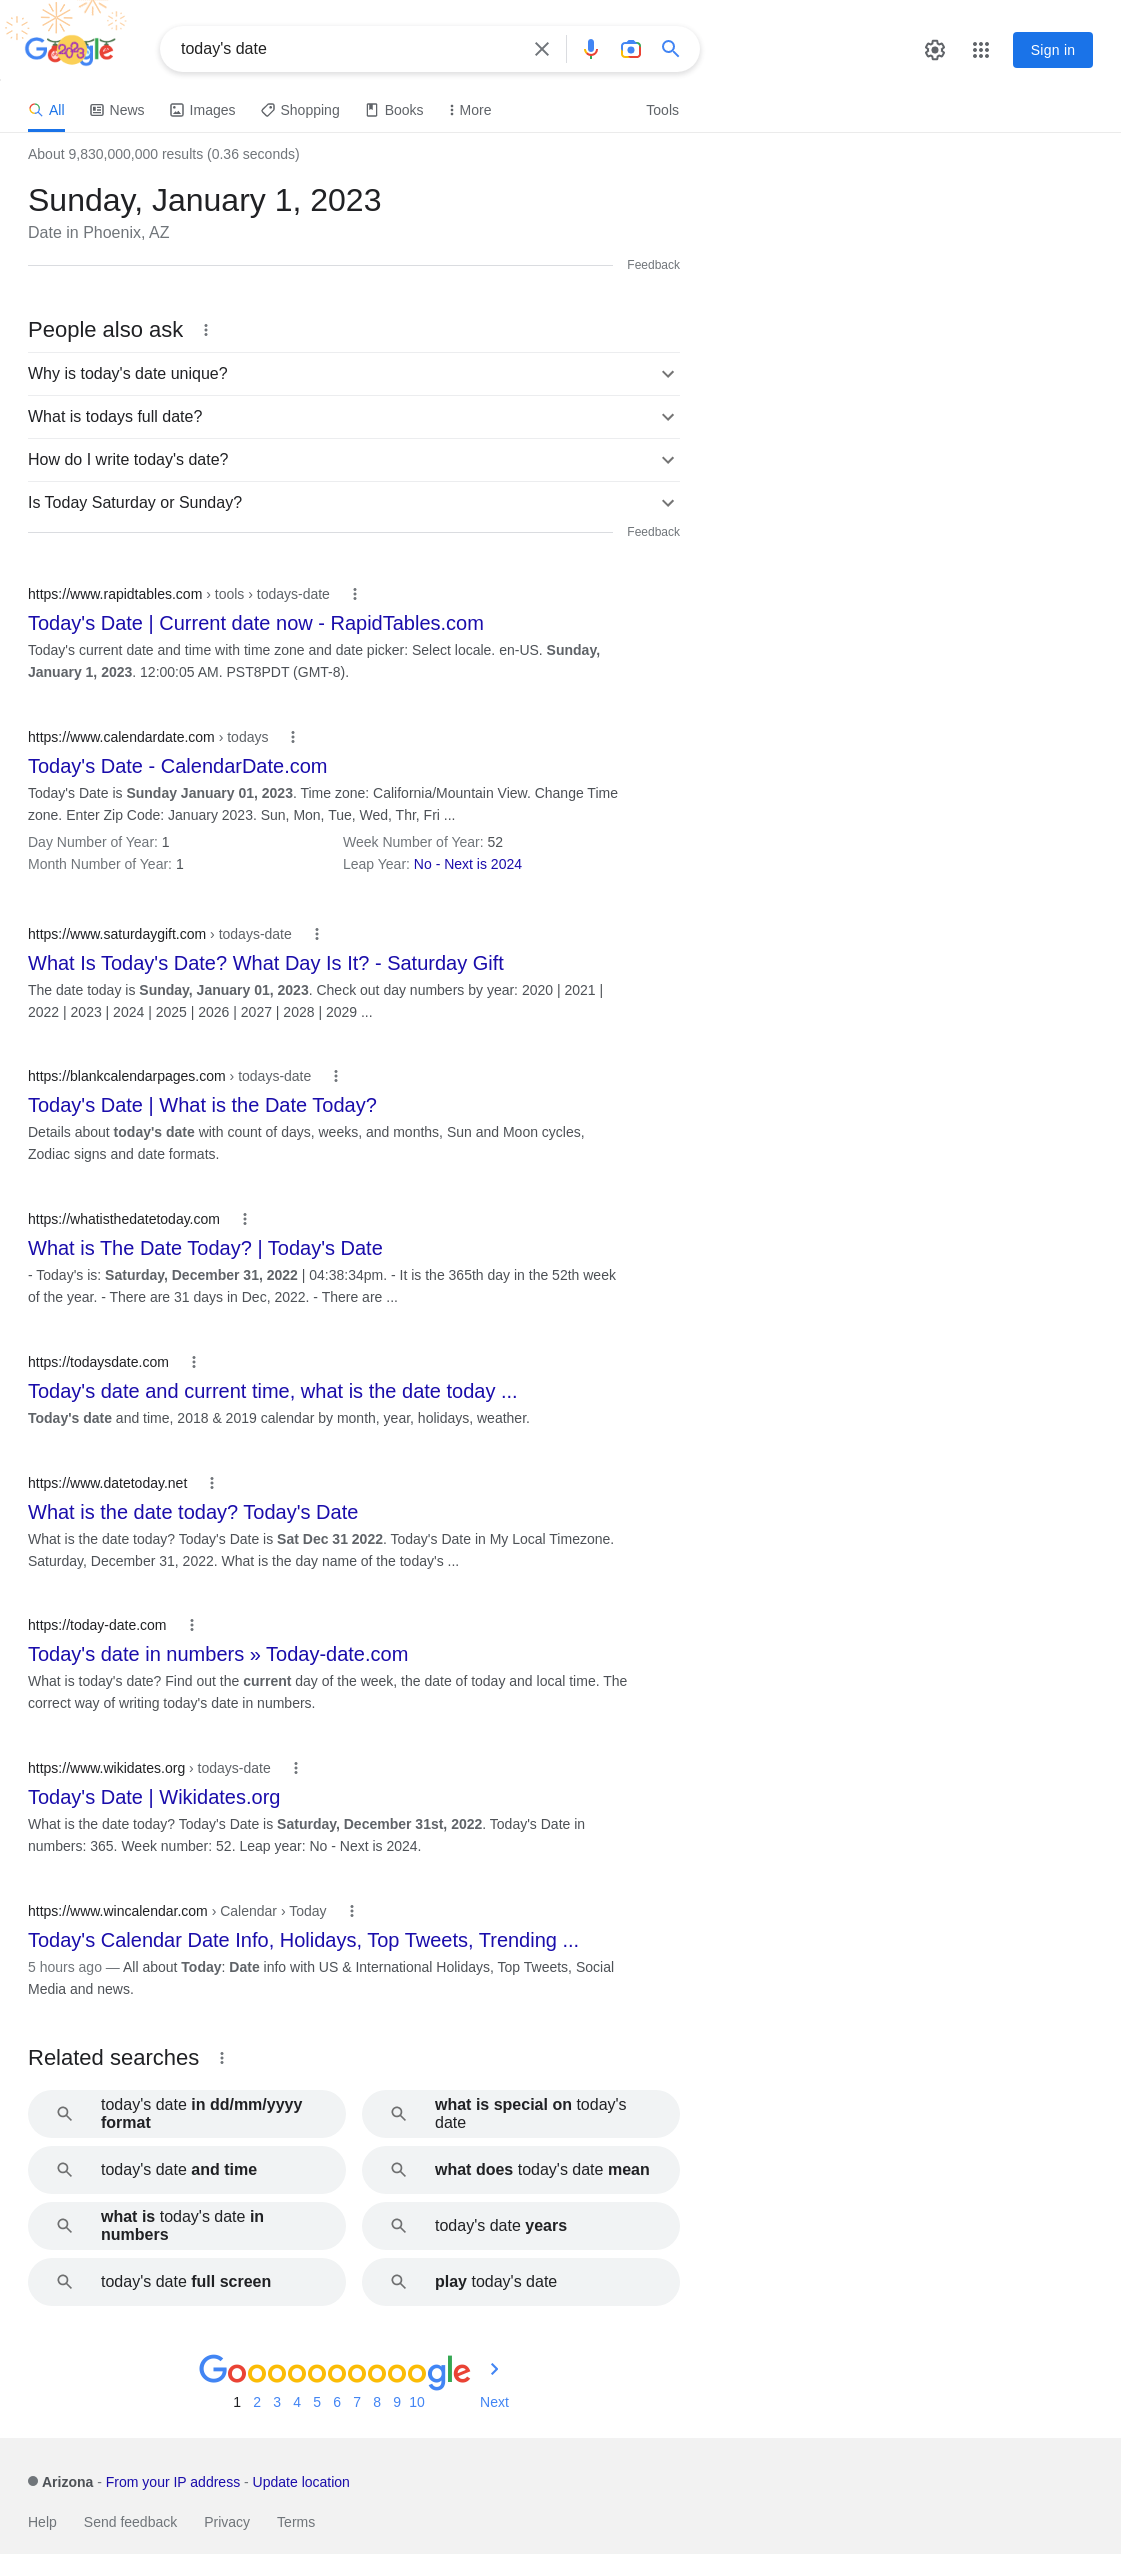 Google
2023
today's date
Sign in
All News Images Shopping Books More Tools
About 9,830,000,000 results (0.36 seconds)
Sunday, January 1, 2023
Date in Phoenix, AZ
Feedback
People also ask
Why is today's date unique?
What is todays full date?
How do I write today's date?
Is Today Saturday or Sunday?
Feedback
https://www.rapidtables.com › tools › todays-date
Today's Date | Current date now - RapidTables.com
Today's current date and time with time zone and date picker: Select locale. en-US. Sunday,
January 1, 2023. 12:00:05 AM. PST8PDT (GMT-8).
https://www.calendardate.com › todays
Today's Date - CalendarDate.com
Today's Date is Sunday January 01, 2023. Time zone: California/Mountain View. Change Time
zone. Enter Zip Code: January 2023. Sun, Mon, Tue, Wed, Thr, Fri ...
Day Number of Year: 1 Week Number of Year: 52
Month Number of Year: 1 Leap Year: No - Next is 2024
https://www.saturdaygift.com › todays-date
What Is Today's Date? What Day Is It? - Saturday Gift
The date today is Sunday, January 01, 2023. Check out day numbers by year: 2020 | 2021 |
2022 | 2023 | 2024 | 2025 | 2026 | 2027 | 2028 | 2029 ...
https://blankcalendarpages.com › todays-date
Today's Date | What is the Date Today?
Details about today's date with count of days, weeks, and months, Sun and Moon cycles,
Zodiac signs and date formats.
https://whatisthedatetoday.com
What is The Date Today? | Today's Date
- Today's is: Saturday, December 31, 2022 | 04:38:34pm. - It is the 365th day in the 52th week
of the year. - There are 31 days in Dec, 2022. - There are ...
https://todaysdate.com
Today's date and current time, what is the date today ...
Today's date and time, 2018 & 2019 calendar by month, year, holidays, weather.
https://www.datetoday.net
What is the date today? Today's Date
What is the date today? Today's Date is Sat Dec 31 2022. Today's Date in My Local Timezone.
Saturday, December 31, 2022. What is the day name of the today's ...
https://today-date.com
Today's date in numbers » Today-date.com
What is today's date? Find out the current day of the week, the date of today and local time. The
correct way of writing today's date in numbers.
https://www.wikidates.org › todays-date
Today's Date | Wikidates.org
What is the date today? Today's Date is Saturday, December 31st, 2022. Today's Date in
numbers: 365. Week number: 52. Leap year: No - Next is 2024.
https://www.wincalendar.com › Calendar › Today
Today's Calendar Date Info, Holidays, Top Tweets, Trending ...
5 hours ago — All about Today: Date info with US & International Holidays, Top Tweets, Social
Media and news.
Related searches
today's date in dd/mm/yyyy
format
what is special on today's
date
today's date and time
what does today's date mean
what is today's date in
numbers
today's date years
today's date full screen
play today's date
Goooooooooogle
1 2 3 4 5 6 7 8 9 10 Next
Arizona - From your IP address - Update location
Help Send feedback Privacy Terms